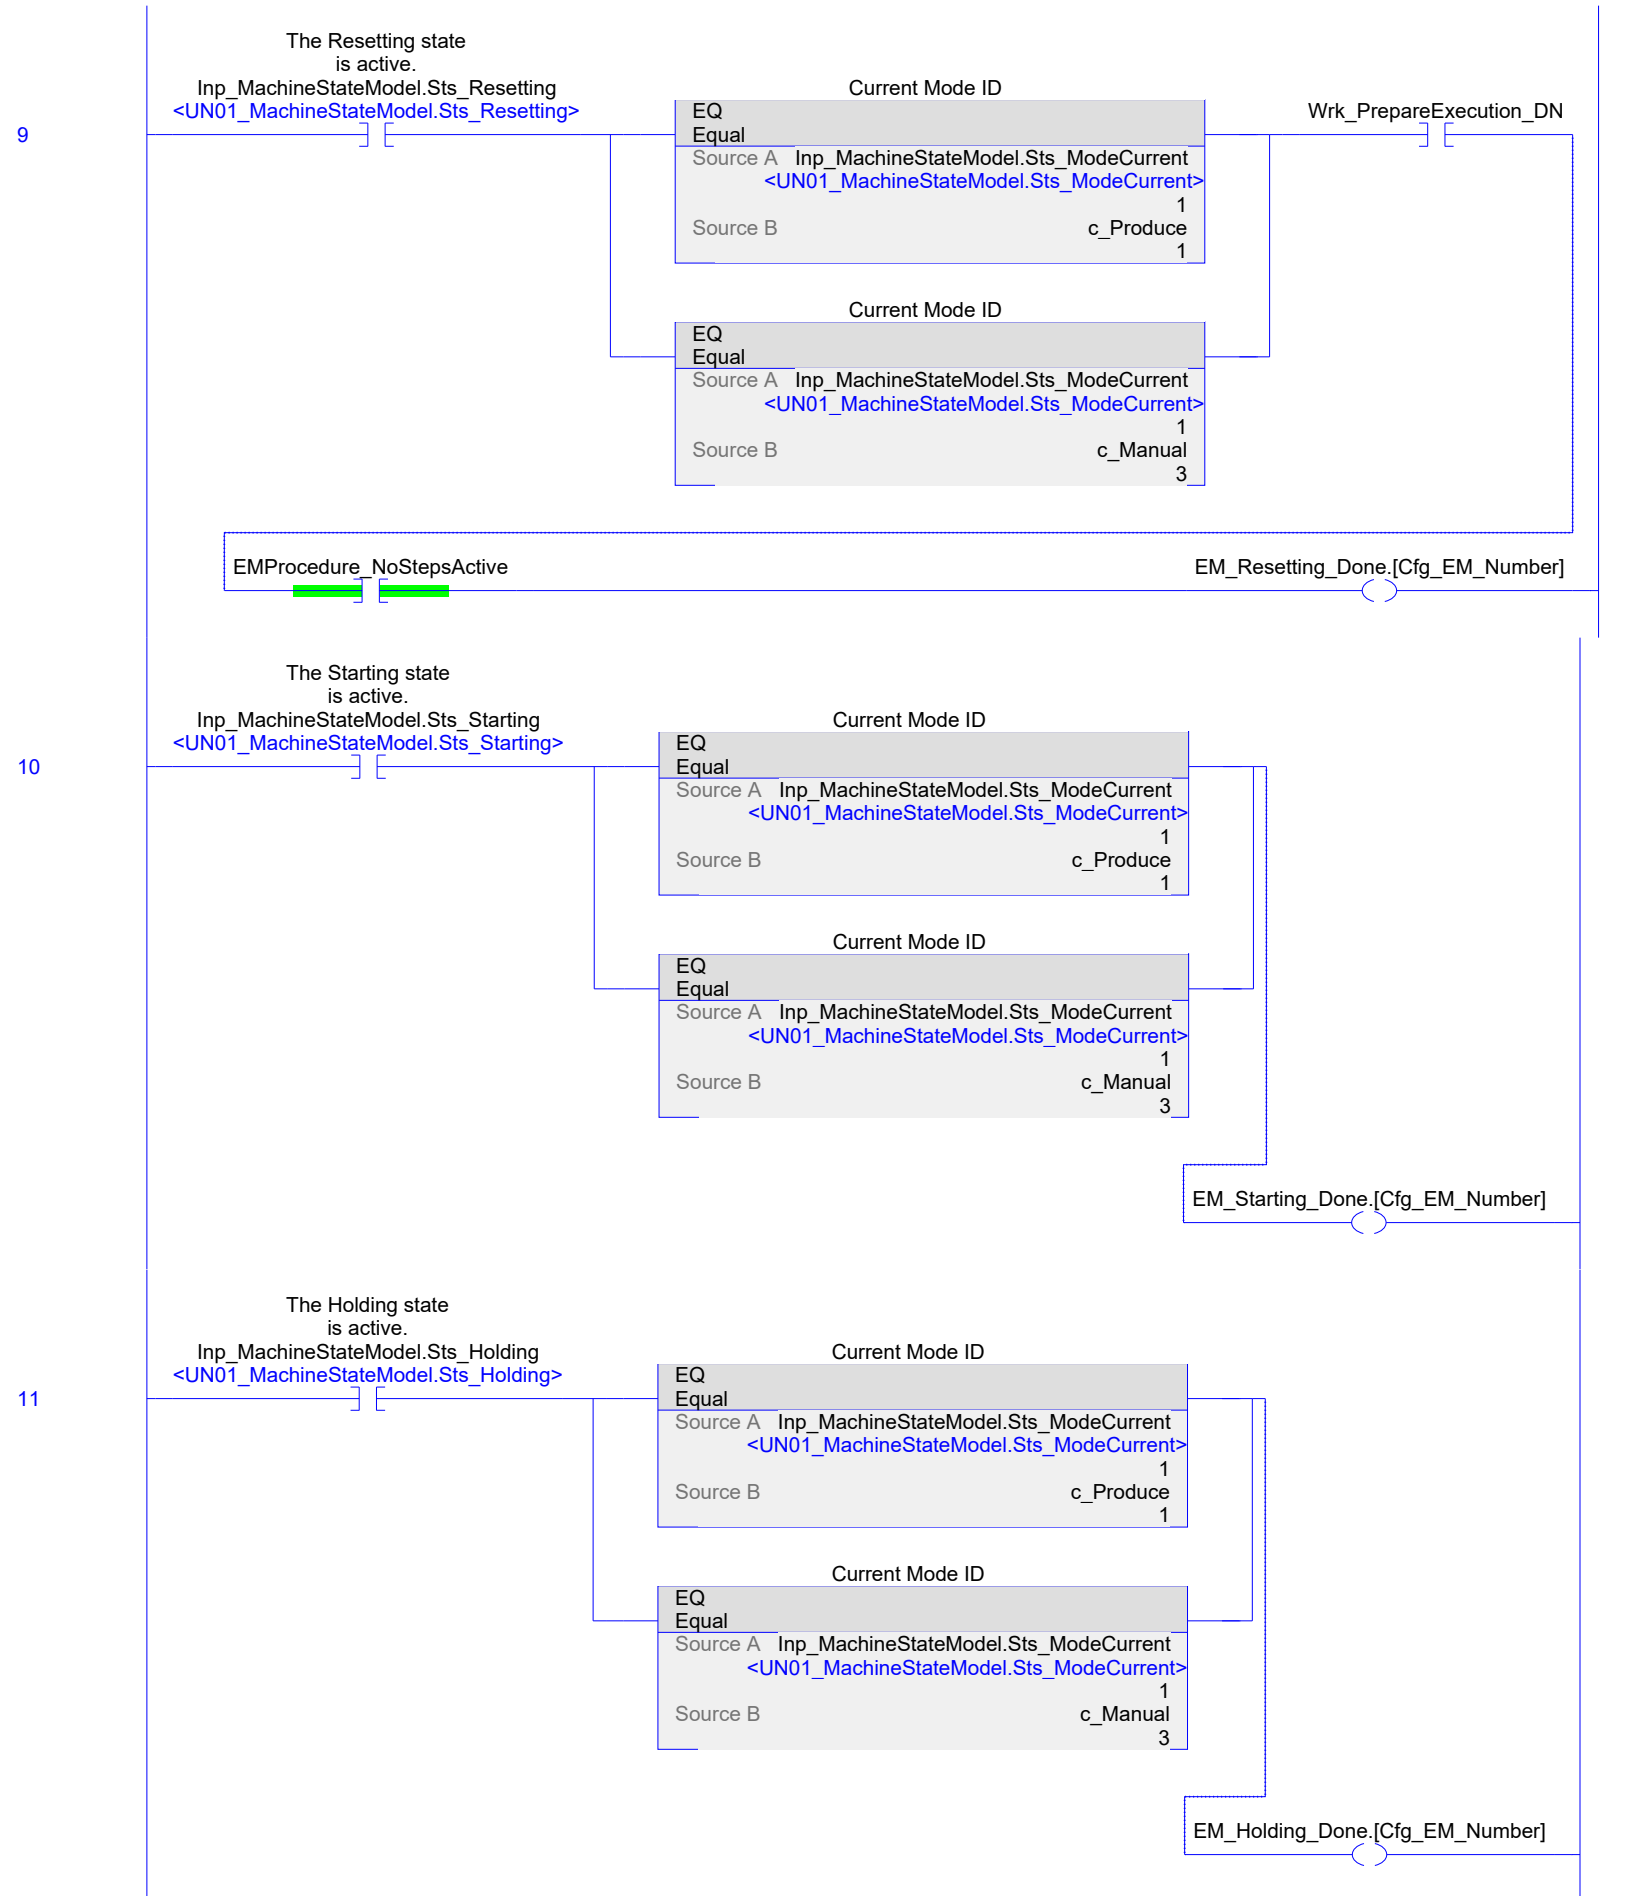 The Resetting state
is active.
Inp_MachineStateModel.Sts_Resetting
<UN01_MachineStateModel.Sts_Resetting>
9
Current Mode ID
EQ
Equal
Source A Inp_MachineStateModel.Sts_ModeCurrent
<UN01_MachineStateModel.Sts_ModeCurrent>
1
Source B c_Produce
1
Wrk_PrepareExecution_DN
Current Mode ID
EQ
Equal
Source A Inp_MachineStateModel.Sts_ModeCurrent
<UN01_MachineStateModel.Sts_ModeCurrent>
1
Source B c_Manual
3
EMProcedure_NoStepsActive
EM_Resetting_Done.[Cfg_EM_Number]
The Starting state
is active.
Inp_MachineStateModel.Sts_Starting
<UN01_MachineStateModel.Sts_Starting>
10
Current Mode ID
EQ
Equal
Source A Inp_MachineStateModel.Sts_ModeCurrent
<UN01_MachineStateModel.Sts_ModeCurrent>
1
Source B c_Produce
1
Current Mode ID
EQ
Equal
Source A Inp_MachineStateModel.Sts_ModeCurrent
<UN01_MachineStateModel.Sts_ModeCurrent>
1
Source B c_Manual
3
EM_Starting_Done.[Cfg_EM_Number]
The Holding state
is active.
Inp_MachineStateModel.Sts_Holding
<UN01_MachineStateModel.Sts_Holding>
11
Current Mode ID
EQ
Equal
Source A Inp_MachineStateModel.Sts_ModeCurrent
<UN01_MachineStateModel.Sts_ModeCurrent>
1
Source B c_Produce
1
Current Mode ID
EQ
Equal
Source A Inp_MachineStateModel.Sts_ModeCurrent
<UN01_MachineStateModel.Sts_ModeCurrent>
1
Source B c_Manual
3
EM_Holding_Done.[Cfg_EM_Number]